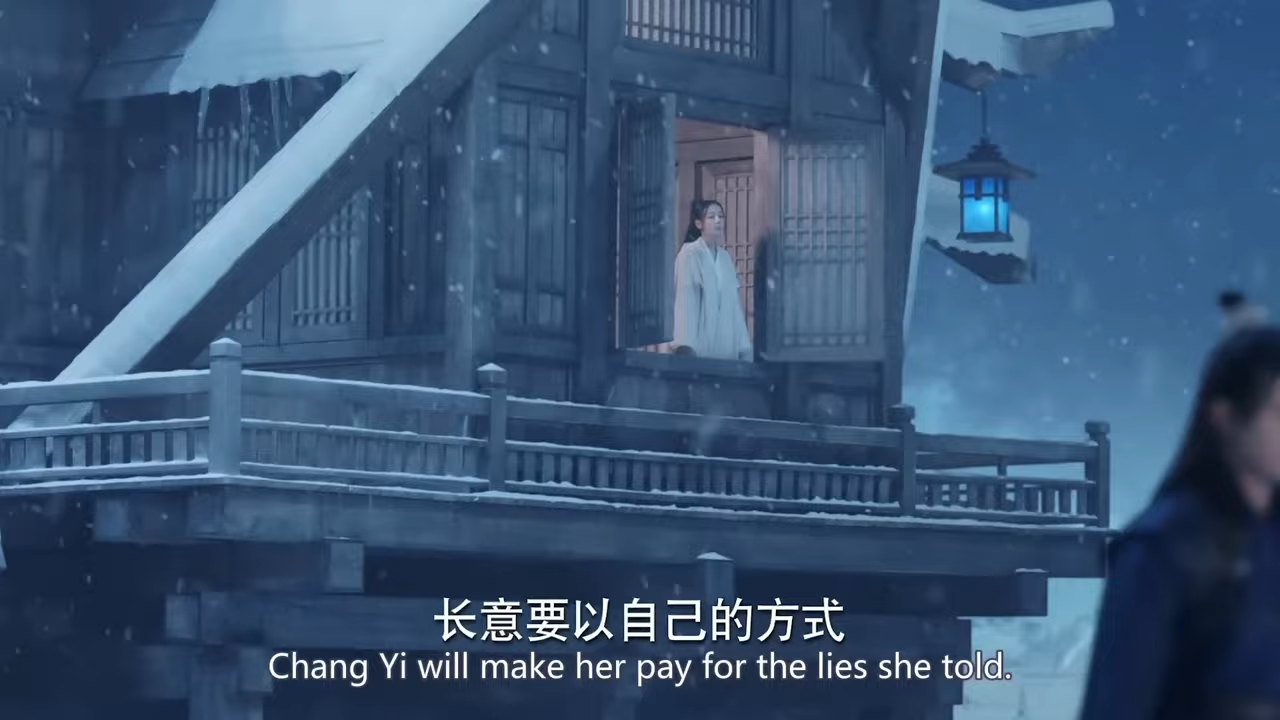 长意要以自己的方式
Chang Yi will make her pay for the lies she told.